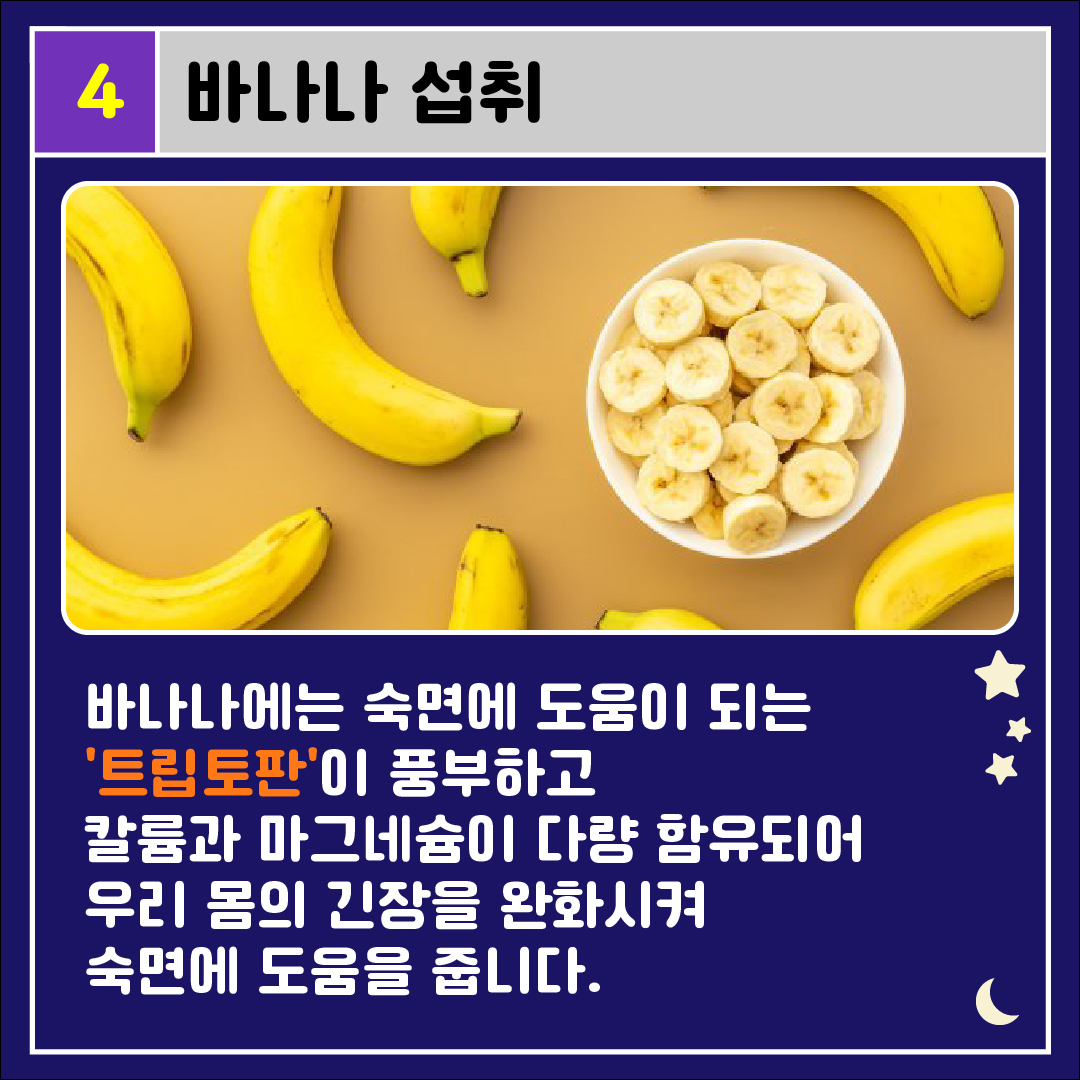 4
바나나 섭취
바나나에는 숙면에 도움이 되는
'트립토판'이 풍부하고
칼륨과 마그네슘이 다량 함유되어
우리 몸의 긴장을 완화시켜
숙면에 도움을 줍니다.